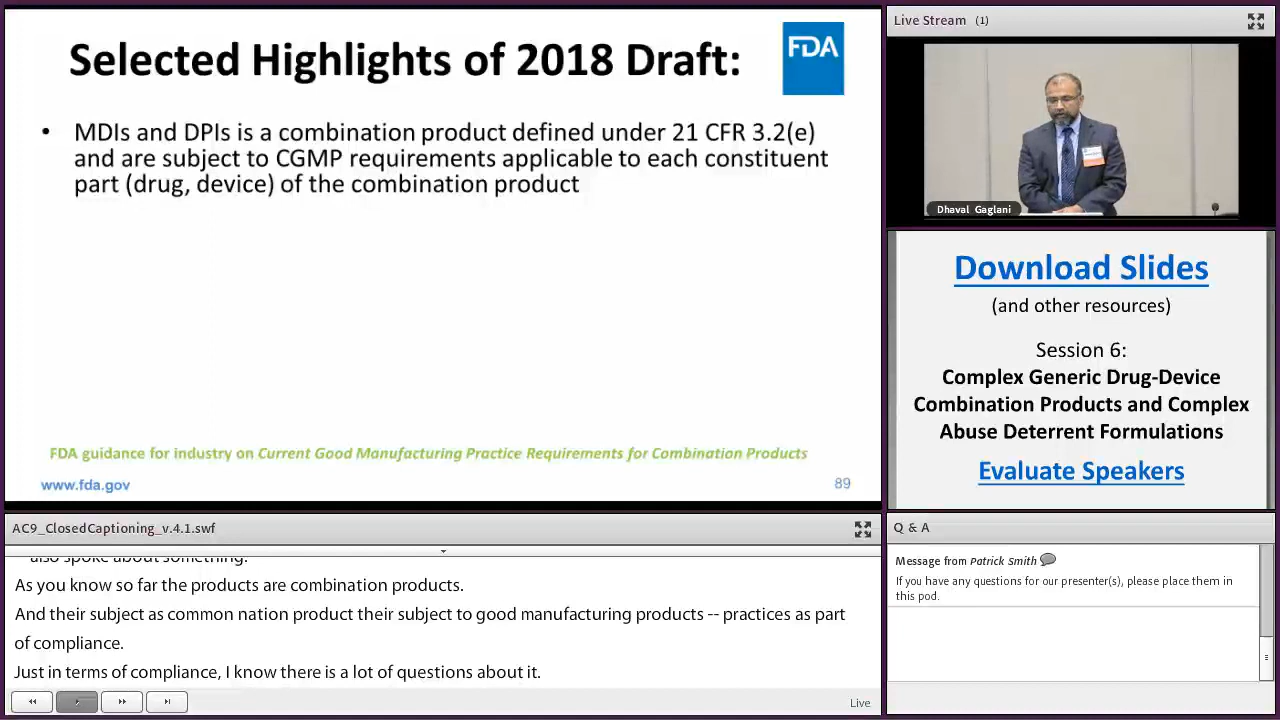 Selected Highlights of 2018 Draft:
FDA
• MDIs and DPIs is a combination product defined under 21 CFR 3.2(e)
and are subject to CGMP requirements applicable to each constituent
part (drug, device) of the combination product
FDA guidance for industry on Current Good Manufacturing Practice Requirements for Combination Products
www.fda.gov
89
Live Stream (1)
Dhaval Gaglani
Download Slides
(and other resources)
Session 6:
Complex Generic Drug-Device
Combination Products and Complex
Abuse Deterrent Formulations
Evaluate Speakers
AC9_ClosedCaptioning_v.4.1.swf
also spoke about something.
As you know so far the products are combination products.
And their subject as common nation product their subject to good manufacturing products -- practices as part
of compliance.
Just in terms of compliance, I know there is a lot of questions about it.
Live
Q & A
Message from Patrick Smith
If you have any questions for our presenter(s), please place them in
this pod.